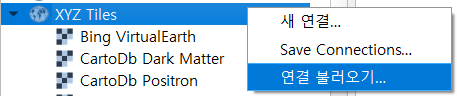 XYZ Tiles
Bing VirtualEarth
CartoDb Dark Matter
CartoDb Positron
새 연결...
Save Connections...
연결 불러오기...